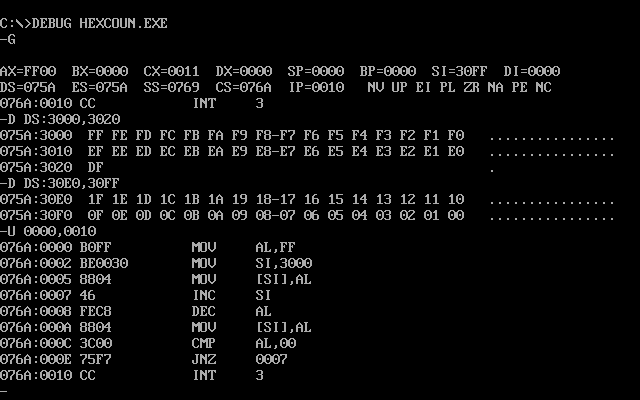 C:\>DEBUG HEXCOUN.EXE
-G
AX=FF00  BX=0000  CX=0011  DX=0000  SP=0000  BP=0000  SI=30FF  DI=0000
DS=075A  ES=075A  SS=0769  CS=076A  IP=0010   NV UP EI PL ZR NA PE NC
076A:0010 CC            INT     3
-D DS:3000,3020
075A:3000  FF FE FD FC FB FA F9 F8-F7 F6 F5 F4 F3 F2 F1 F0   ................
075A:3010  EF EE ED EC EB EA E9 E8-E7 E6 E5 E4 E3 E2 E1 E0   ................
075A:3020  DF                                                .
-D DS:30E0,30FF
075A:30E0  1F 1E 1D 1C 1B 1A 19 18-17 16 15 14 13 12 11 10   ................
075A:30F0  0F 0E 0D 0C 0B 0A 09 08-07 06 05 04 03 02 01 00   ................
-U 0000,0010
076A:0000 B0FF          MOV     AL,FF
076A:0002 BE0030        MOV     SI,3000
076A:0005 8804          MOV     [SI],AL
076A:0007 46            INC     SI
076A:0008 FEC8          DEC     AL
076A:000A 8804          MOV     [SI],AL
076A:000C 3C00          CMP     AL,00
076A:000E 75F7          JNZ     0007
076A:0010 CC            INT     3
-